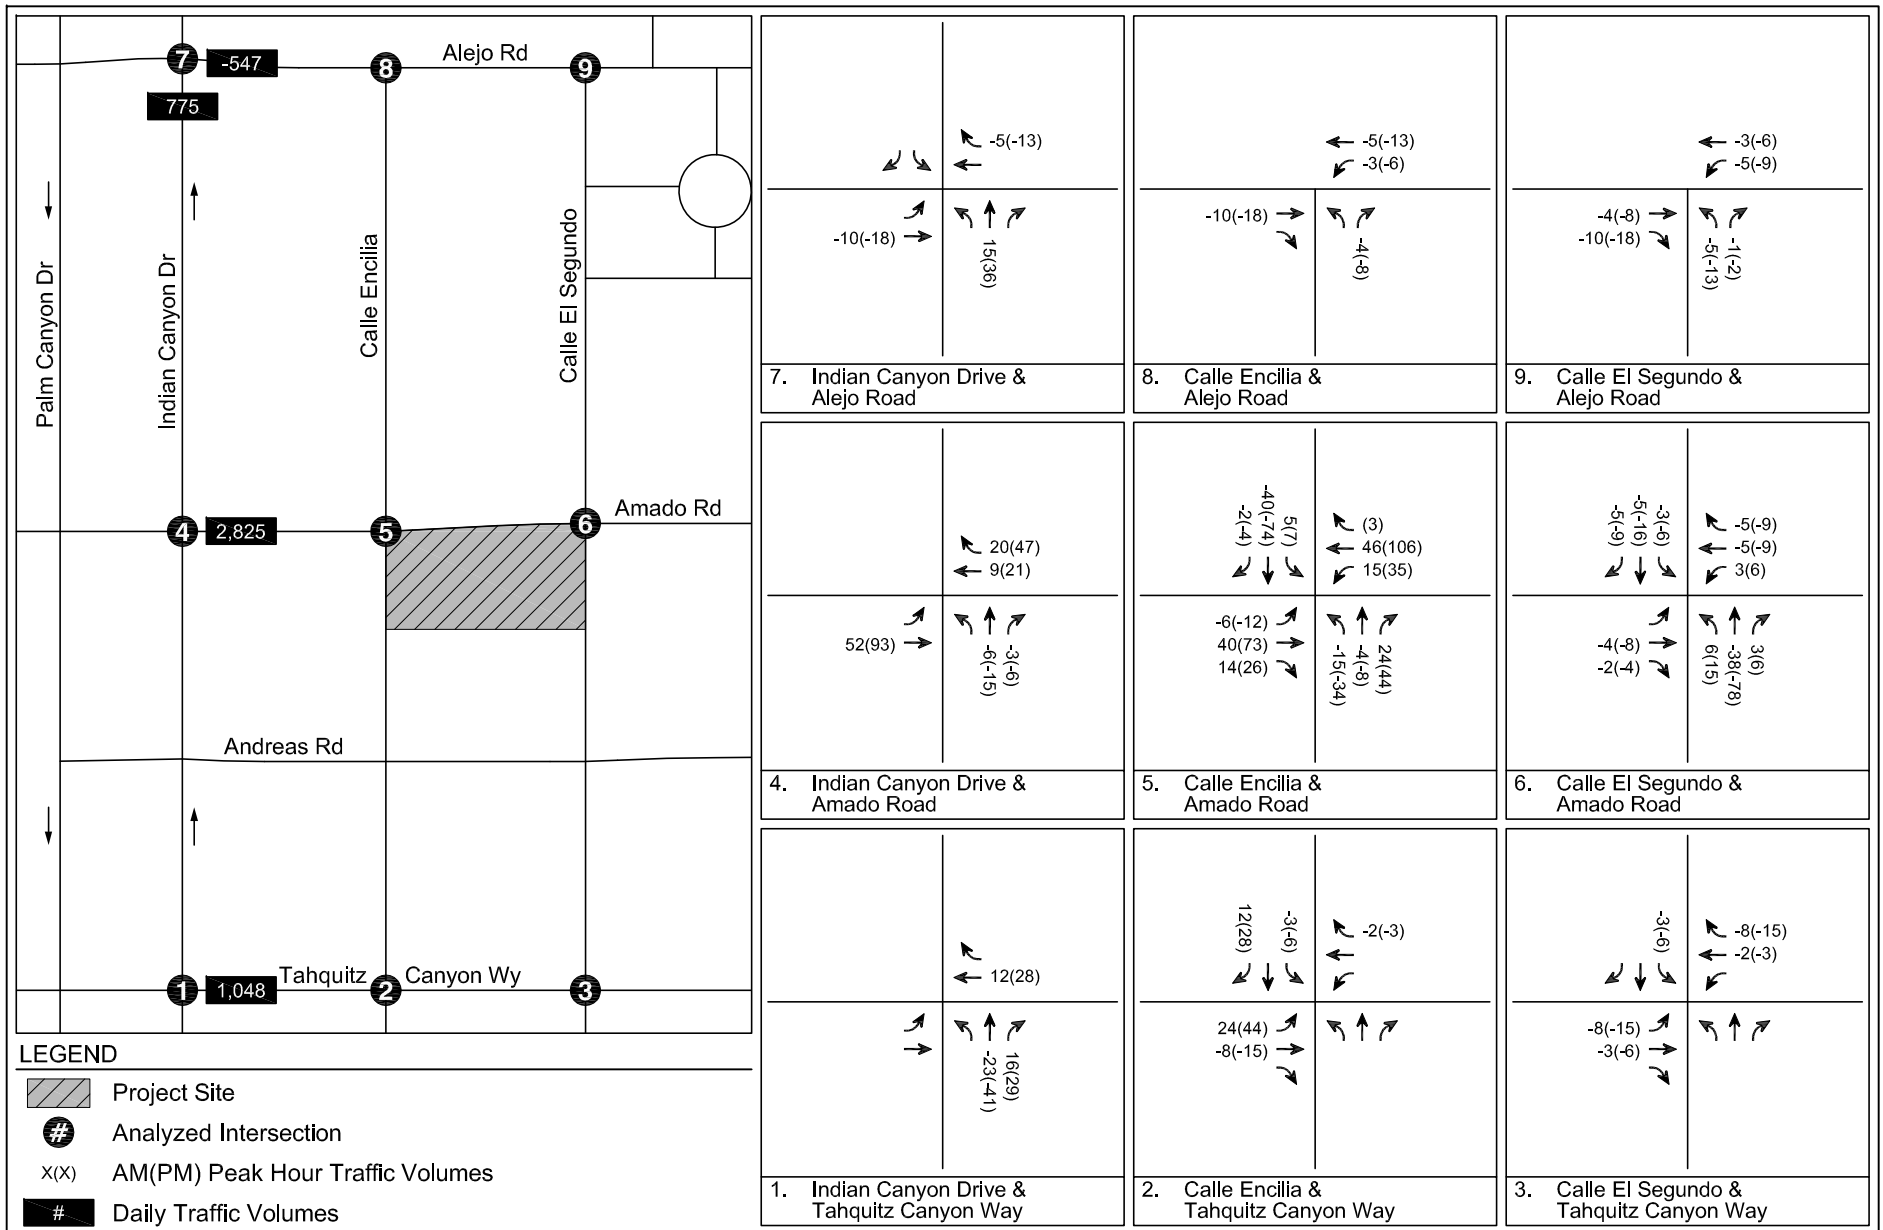 7
-547
8
Alejo Rd
9
775
Palm Canyon Dr
Indian Canyon Dr
Calle Encilia
Calle El Segundo
4
2,825
5
6
Amado Rd
Andreas Rd
1
1,048
Tahquitz
2
Canyon Wy
3
LEGEND
Project Site
# Analyzed Intersection
X(X) AM(PM) Peak Hour Traffic Volumes
# Daily Traffic Volumes
-5(-13)
-10(-18)
15(36)
7. Indian Canyon Drive &
Alejo Road
-5(-13)
-3(-6)
-10(-18)
-4(-8)
8. Calle Encilia &
Alejo Road
-3(-6)
-5(-9)
-4(-8)
-10(-18)
-5(-13)
-1(-2)
9. Calle El Segundo &
Alejo Road
20(47)
9(21)
52(93)
-6(-15)
-3(-6)
4. Indian Canyon Drive &
Amado Road
-2(-4)
-40(-74)
5(7)
(3)
46(106)
15(35)
-6(-12)
40(73)
14(26)
-15(-34)
-4(-8)
24(44)
5. Calle Encilia &
Amado Road
-5(-9)
-5(-16)
-3(-6)
-5(-9)
-5(-9)
3(6)
-4(-8)
-2(-4)
6(15)
-38(-78)
3(6)
6. Calle El Segundo &
Amado Road
12(28)
-23(-41)
16(29)
1. Indian Canyon Drive &
Tahquitz Canyon Way
12(28)
-3(-6)
-2(-3)
24(44)
-8(-15)
2. Calle Encilia &
Tahquitz Canyon Way
-3(-6)
-8(-15)
-2(-3)
-8(-15)
-3(-6)
3. Calle El Segundo &
Tahquitz Canyon Way